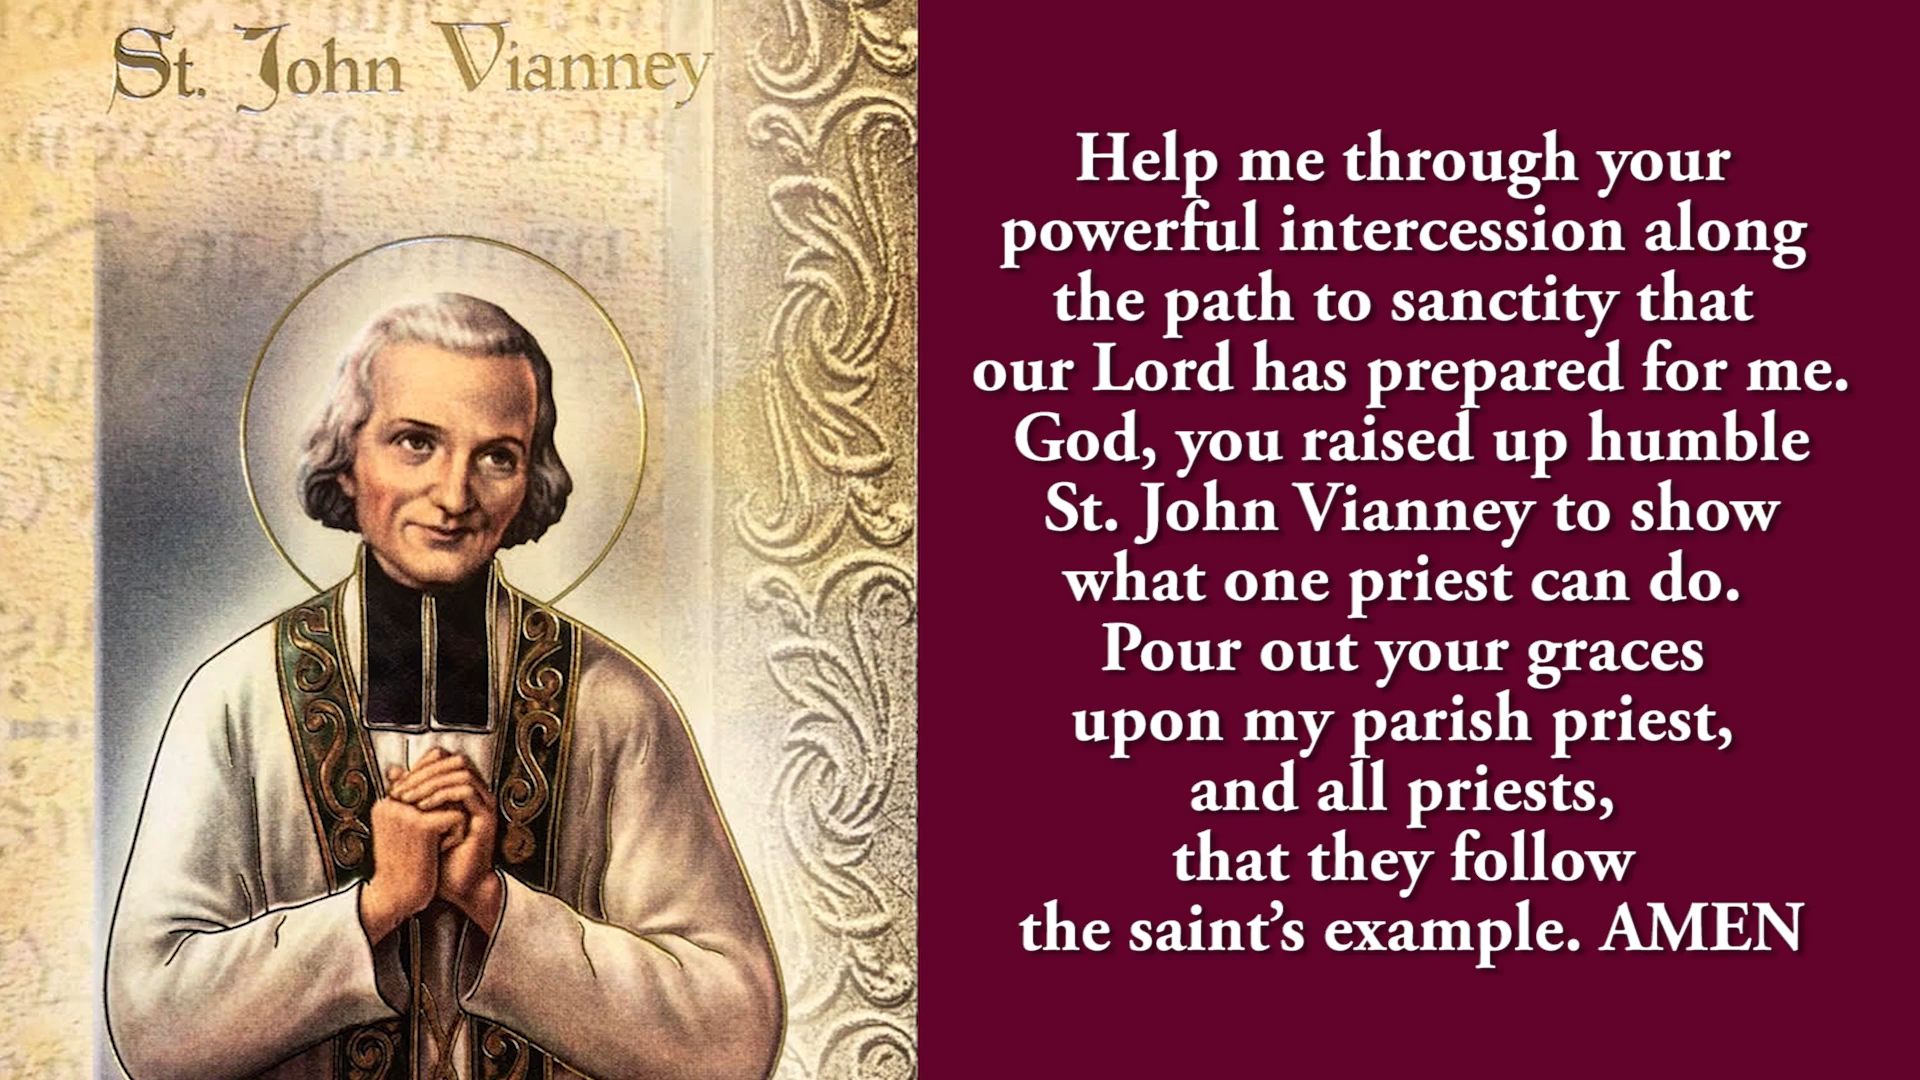 St. John Vianney
Help me through your
powerful intercession along
the path to sanctity that
our Lord has prepared for me.
God, you raised up humble
St. John Vianney to show
what one priest can do.
Pour out your graces
upon my parish priest,
and all priests,
that they follow
the saint’s example. AMEN